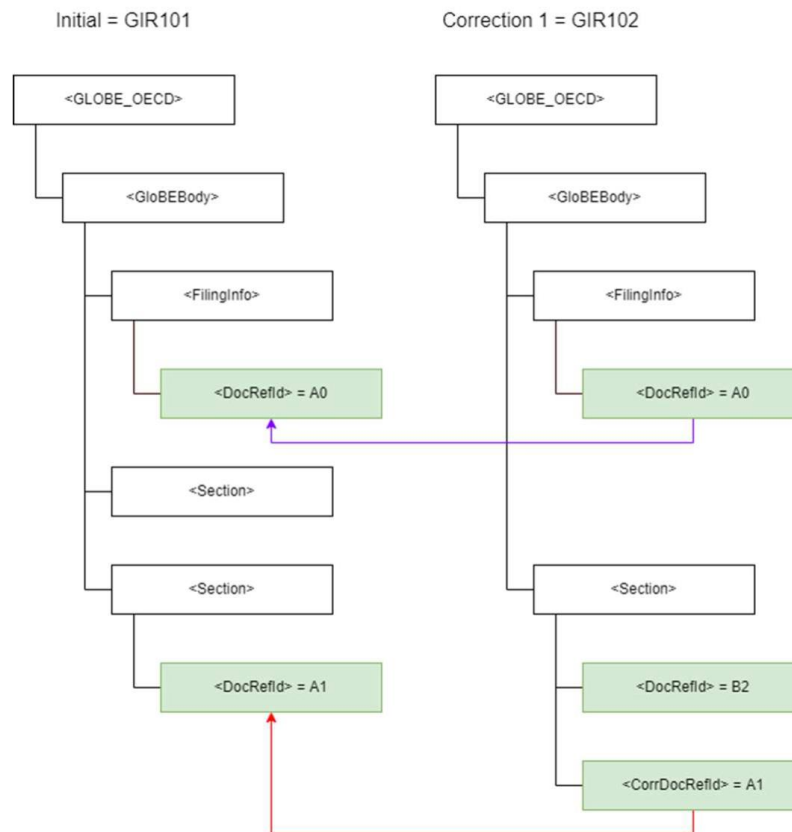 Initial = GIR101
Correction 1 = GIR102
<GLOBE_OECD>
<GLOBE_OECD>
<GloBEBody>
<GloBEBody>
<FilingInfo>
<FilingInfo>
<DocRefId> = A0
<DocRefId> = A0
<Section>
<Section>
<Section>
<DocRefId> = A1
<DocRefId> = B2
<CorrDocRefId> = A1